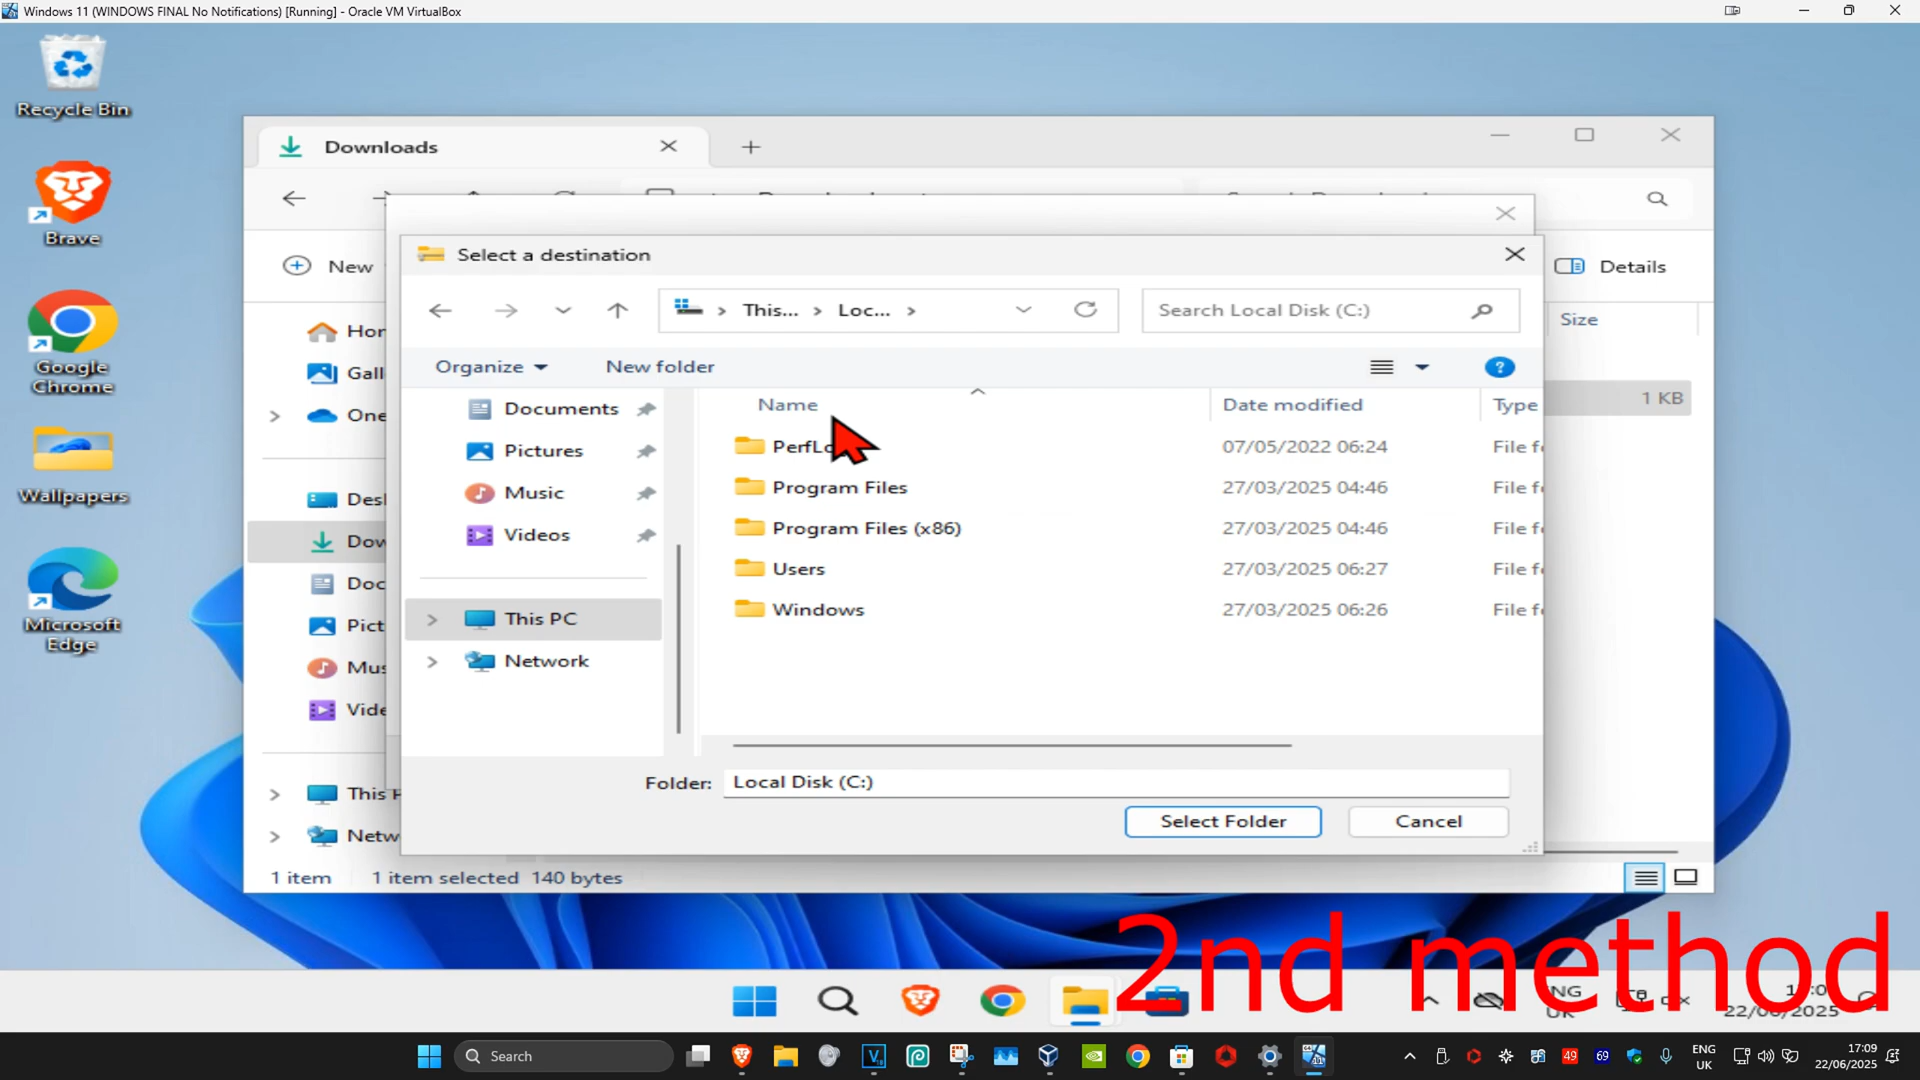 Windows 11 (WINDOWS FINAL No Notifications) [Running] - Oracle VM VirtualBox
Recycle Bin
Brave
Google
Chrome
Wallpapers
Microsoft
Edge
Downloads
New
Details
Size
1 KB
Select a destination
This... > Loc... >
Search Local Disk (C:)
Organize
New folder
Name
Date modified
Type
Documents
Pictures
Music
Videos
This PC
Network
07/05/2022 06:24
Program Files 27/03/2025 04:46
Program Files (x86) 27/03/2025 04:46
Users 27/03/2025 06:27
Windows 27/03/2025 06:26
Folder: Local Disk (C:)
Select Folder
Cancel
1 item 1 item selected 140 bytes
2nd method
Search
49
69
ENG
UK
17:09
22/06/2025